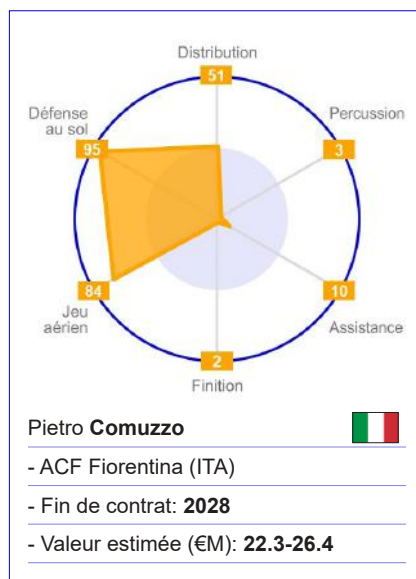 Distribution
51
Défense
au sol
95
Percussion
3
84
Jeu
aérien
10
Assistance
2
Finition
Pietro Comuzzo
- ACF Fiorentina (ITA)
- Fin de contrat: 2028
- Valeur estimée (€M): 22.3-26.4